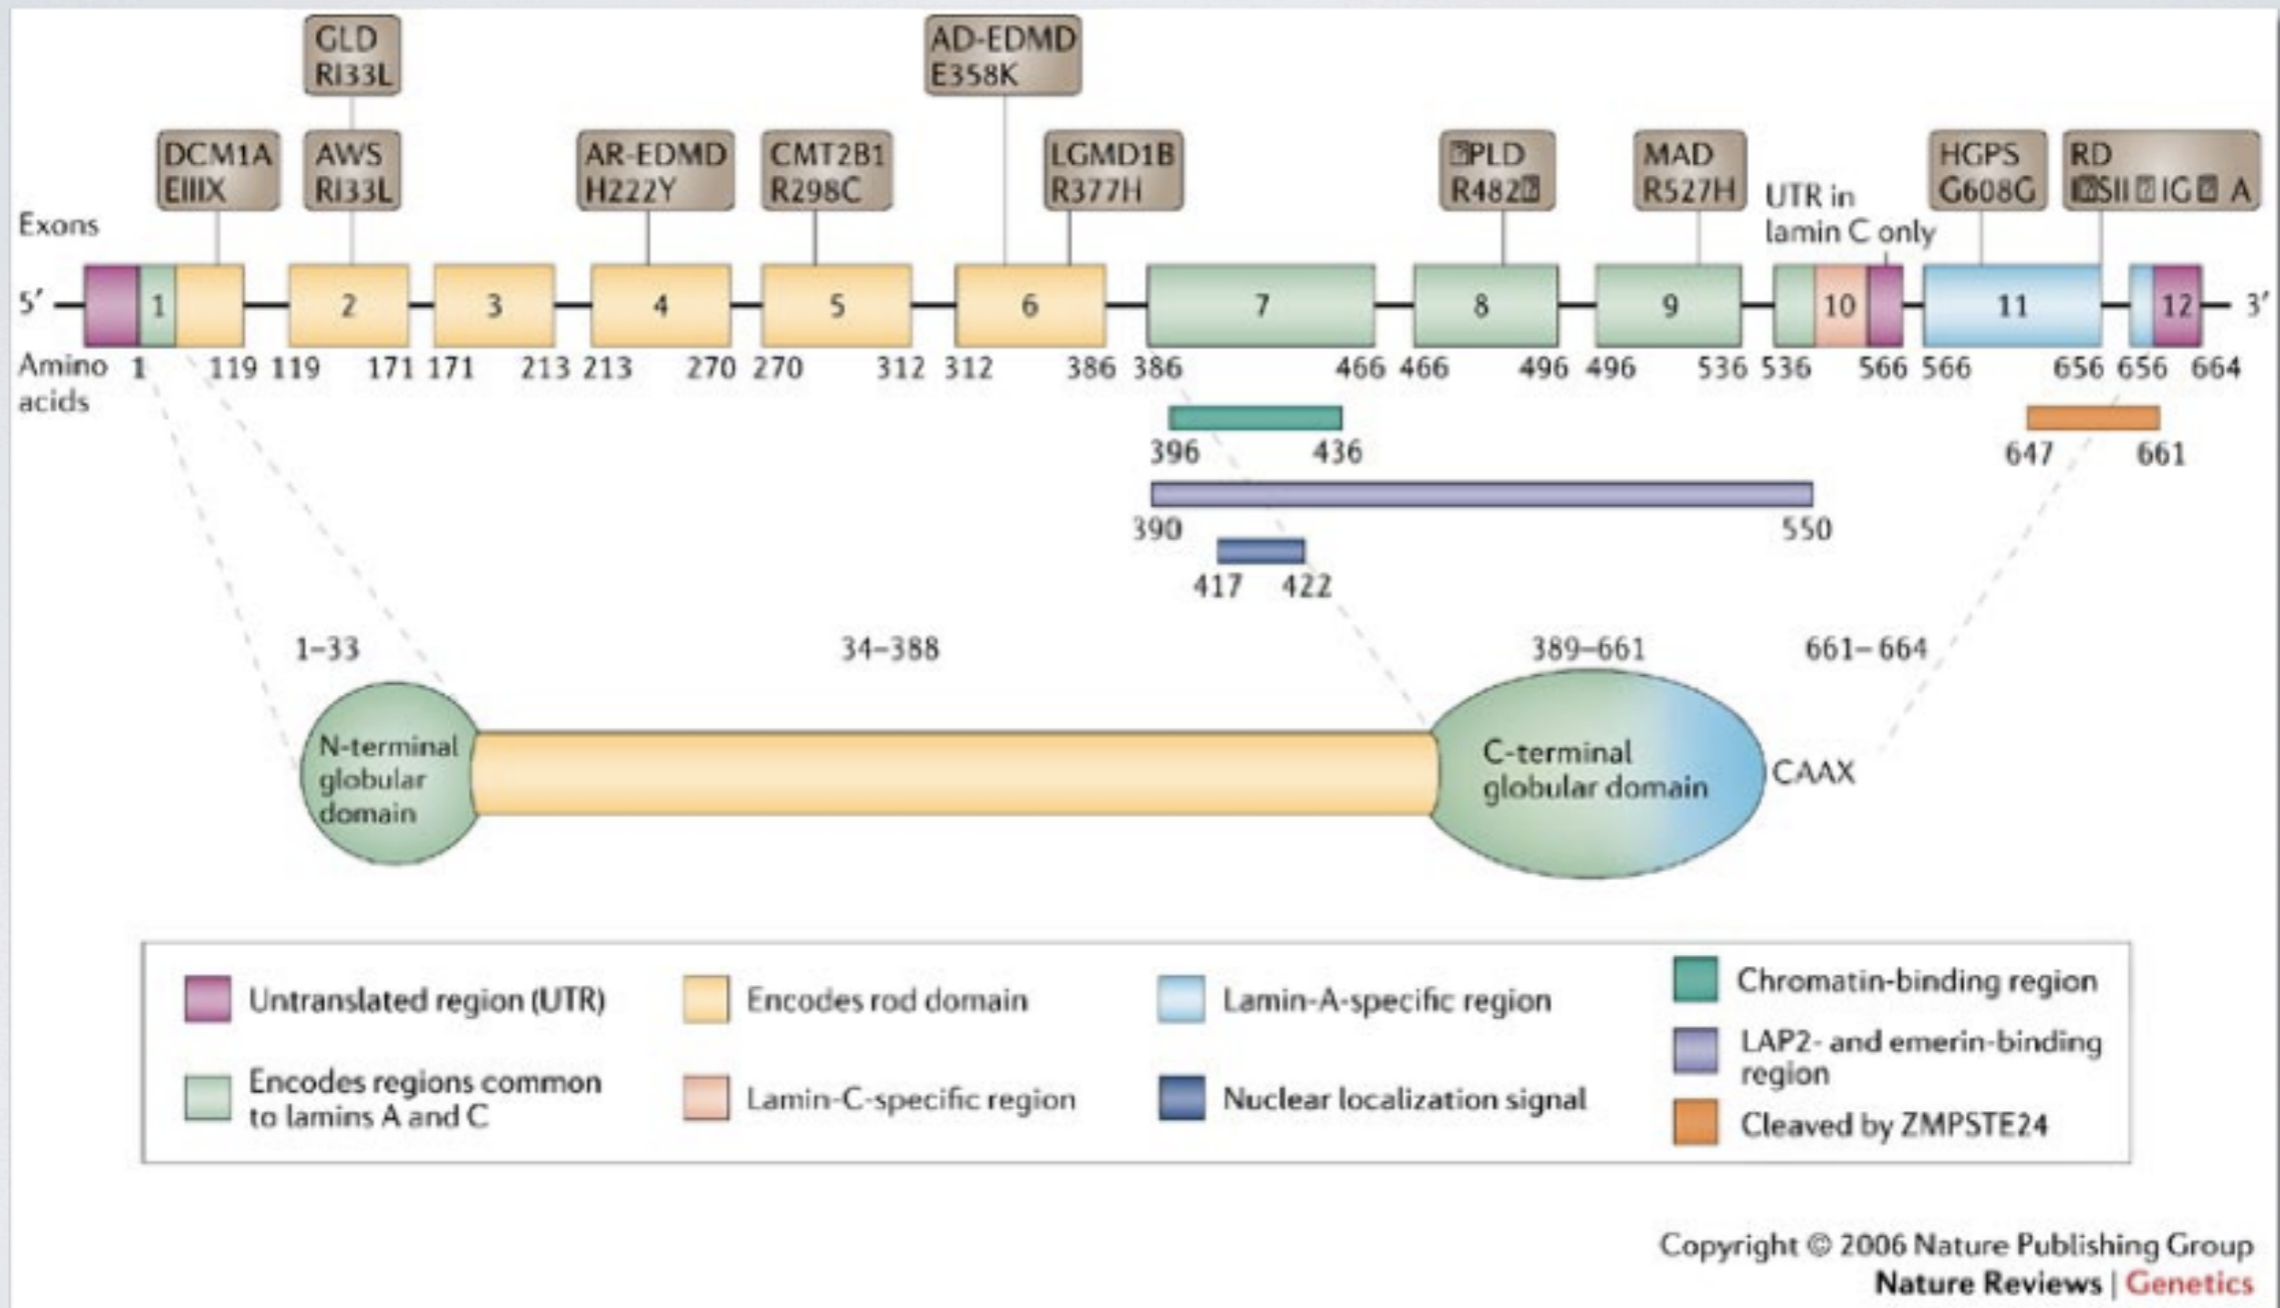 GLD
RI33L
AD-EDMD
E358K
DCM1A
EIIIX
AWS
RI33L
AR-EDMD
H222Y
CMT2B1
R298C
LGMD1B
R377H
PLD
R482
MAD
R527H
UTR in
lamin C only
HGPS
G608G
RD
Exons
5′ 1 2 3 4 5 6 7 8 9 10 11 12 3′
Amino
acids
1 119 119 171 171 213 213 270 270 312 312 386 386 466 466 496 496 536 536 566 566 656 656 664
396 436
647 661
390 550
417 422
1–33
34–388
389–661
661–664
N-terminal
globular
domain
C-terminal
globular domain
CAAX
Untranslated region (UTR)
Encodes regions common
to lamins A and C
Encodes rod domain
Lamin-C-specific region
Lamin-A-specific region
Nuclear localization signal
Chromatin-binding region
LAP2- and emerin-binding
region
Cleaved by ZMPSTE24
Copyright © 2006 Nature Publishing Group
Nature Reviews | Genetics